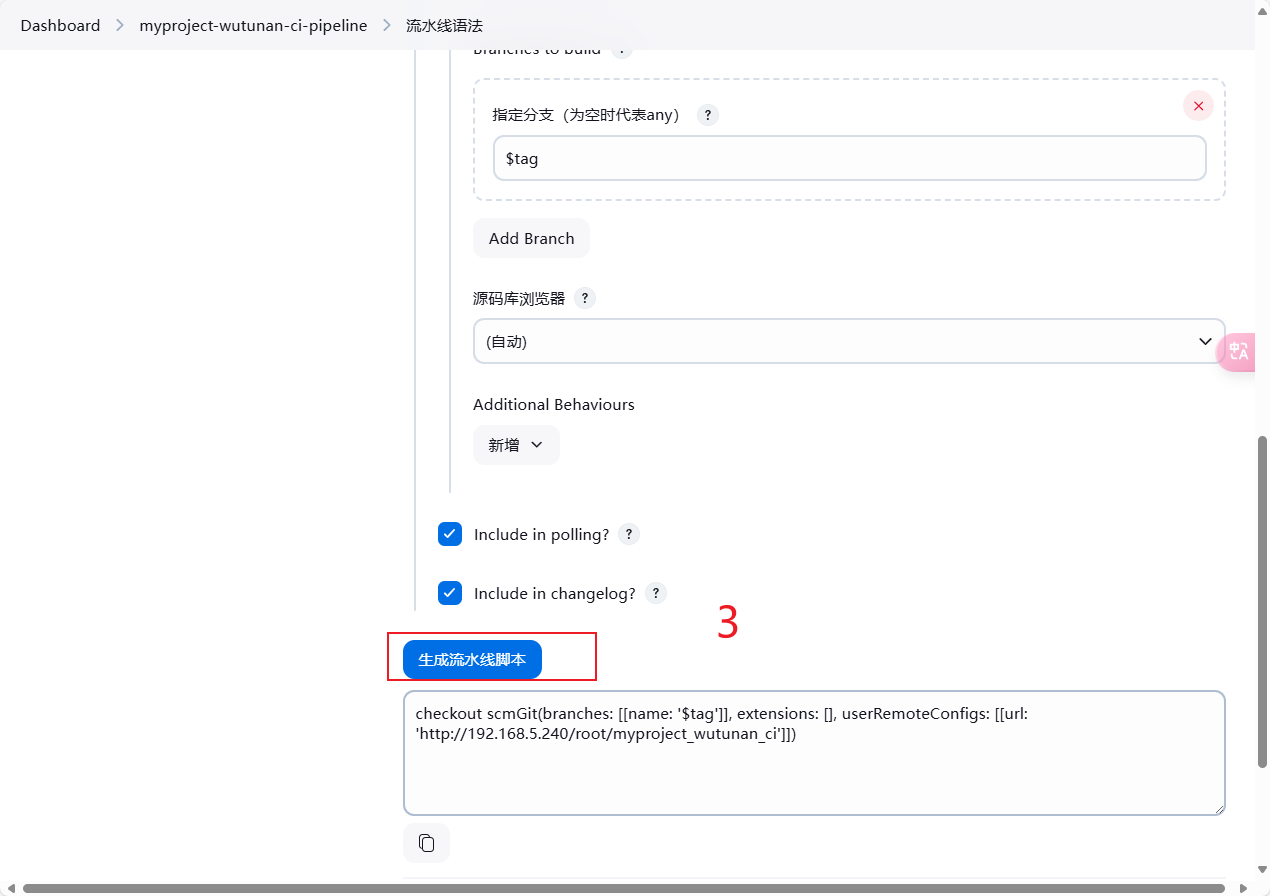 Dashboard > myproject-wutunan-ci-pipeline > 流水线语法
Branches to build ?
指定分支（为空时代表any） ?
$tag
Add Branch
源码库浏览器 ?
(自动)
Additional Behaviours
新增
Include in polling? ?
Include in changelog? ?
3
生成流水线脚本
checkout scmGit(branches: [[name: '$tag']], extensions: [], userRemoteConfigs: [[url:
'http://192.168.5.240/root/myproject_wutunan_ci']])